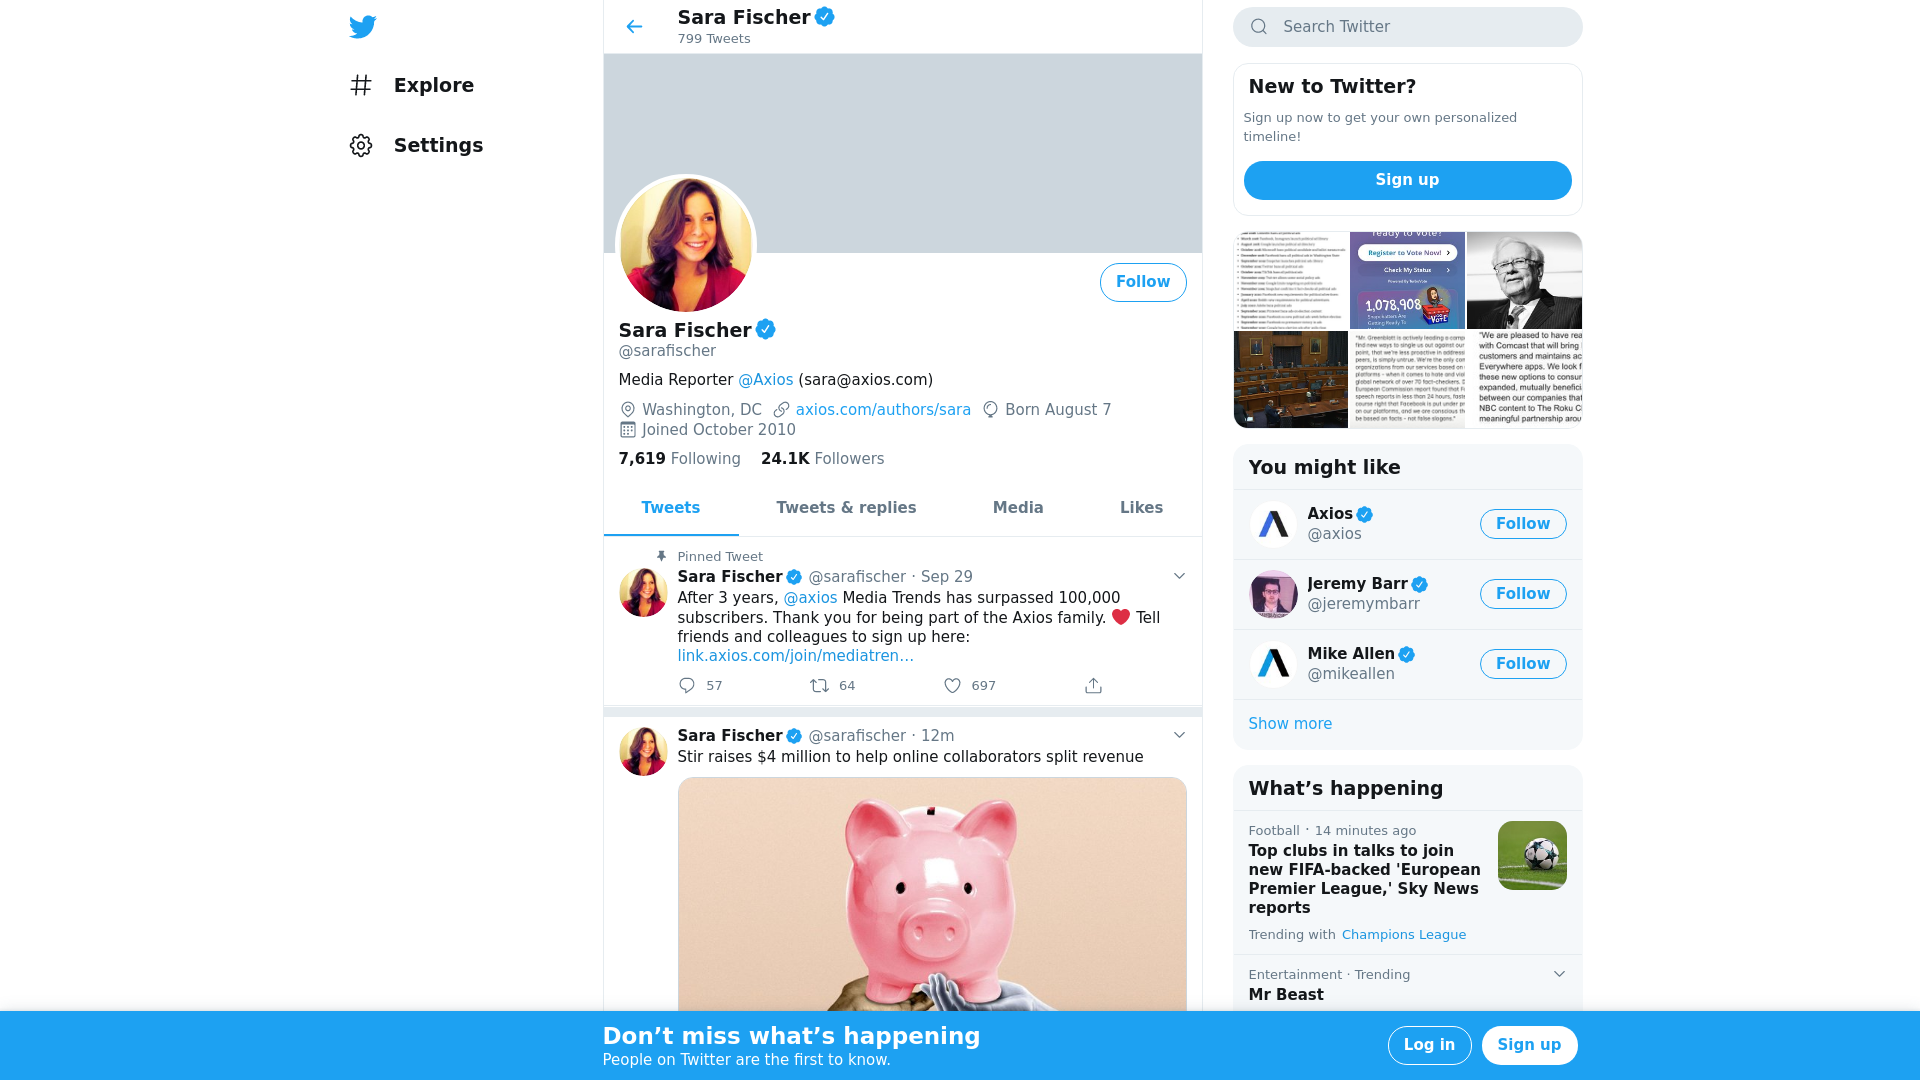 Explore
Settings
Sara Fischer
799 Tweets
Follow
Sara Fischer
@sarafischer
Media Reporter @Axios (sara@axios.com)
Washington, DC axios.com/authors/sara Born August 7
Joined October 2010
7,619 Following 24.1K Followers
Tweets Tweets & replies Media Likes
Pinned Tweet
Sara Fischer @sarafischer · Sep 29
After 3 years, @axios Media Trends has surpassed 100,000
subscribers. Thank you for being part of the Axios family. Tell
friends and colleagues to sign up here:
link.axios.com/join/mediatren…
57 64 697
Sara Fischer @sarafischer · 12m
Stir raises $4 million to help online collaborators split revenue
Search Twitter
New to Twitter?
Sign up now to get your own personalized
timeline!
Sign up
ready to vote?
Register to Vote Now!
Check My Status
1,078,908
VOTE
"We are pleased to have rea
with Comcast that will bring
customers and maintains ac
Everywhere apps. We look f
these new options to consur
expanded, mutually beneficia
with companies that
NBC content to The Roku C
meaningful partnership arou
You might like
Axios
@axios
Follow
Jeremy Barr
@jeremymbarr
Follow
Mike Allen
@mikeallen
Follow
Show more
What’s happening
Football · 14 minutes ago
Top clubs in talks to join
new FIFA-backed 'European
Premier League,' Sky News
reports
Trending with Champions League
Entertainment · Trending
Mr Beast
Don’t miss what’s happening
People on Twitter are the first to know.
Log in
Sign up